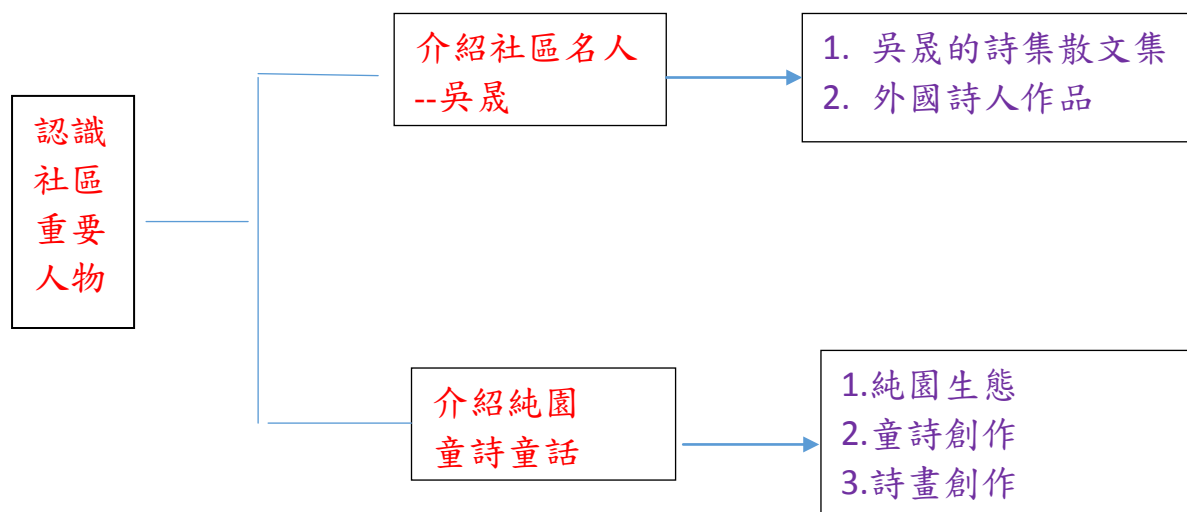 認識
社區
重要
人物
介紹社區名人
--吳晟
1. 吳晟的詩集散文集
2. 外國詩人作品
介紹純園
童詩童話
1.純園生態
2.童詩創作
3.詩畫創作